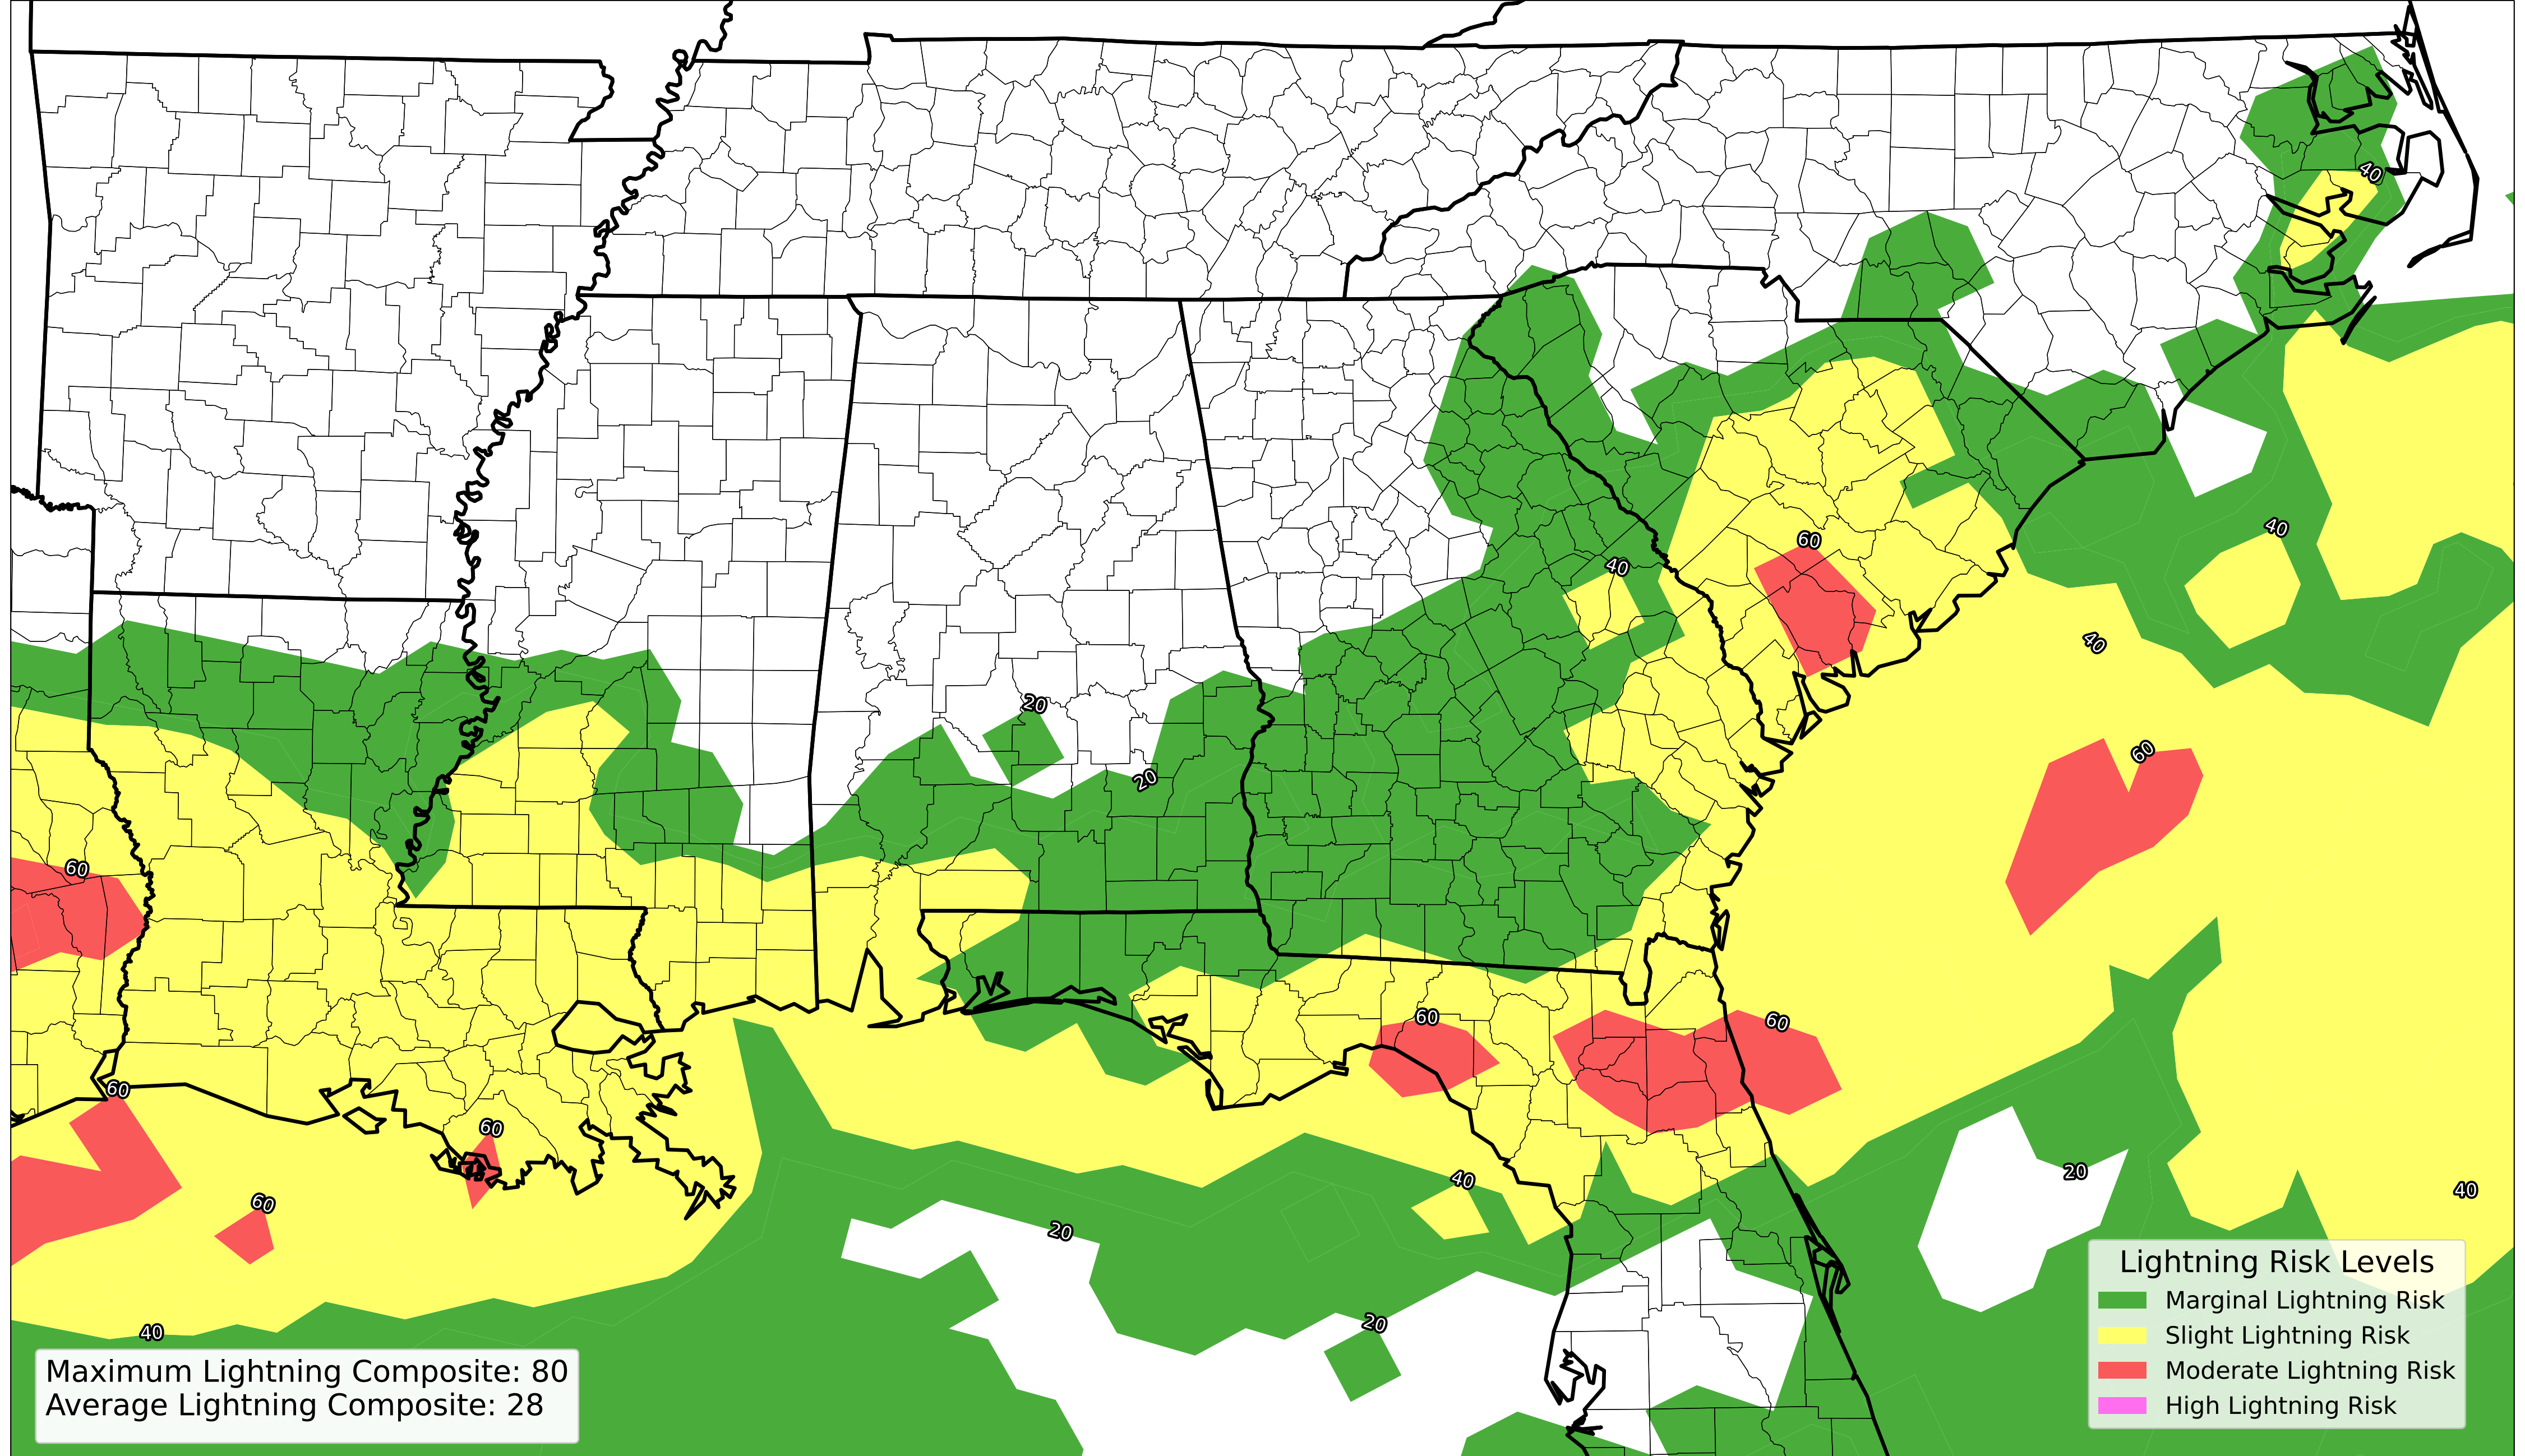 40
40
40
60
40
20
60
20
60
60
60
60
60
20
40
40
60
20
20
40
Lightning Risk Levels
Marginal Lightning Risk
Slight Lightning Risk
Moderate Lightning Risk
High Lightning Risk
Maximum Lightning Composite: 80
Average Lightning Composite: 28